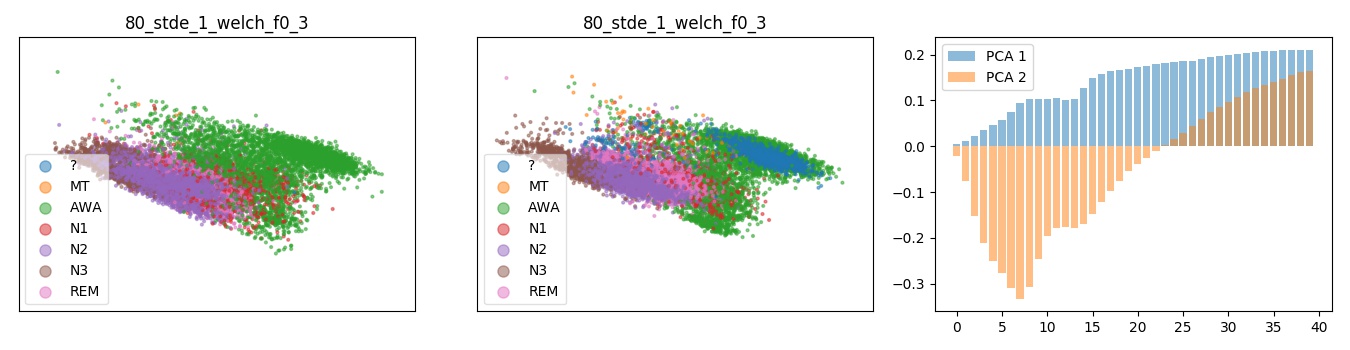 80_stde_1_welch_f0_3
?
MT
AWA
N1
N2
N3
REM
80_stde_1_welch_f0_3
?
MT
AWA
N1
N2
N3
REM
PCA 1
PCA 2
0.2
0.1
0.0
−0.1
−0.2
−0.3
0 5 10 15 20 25 30 35 40